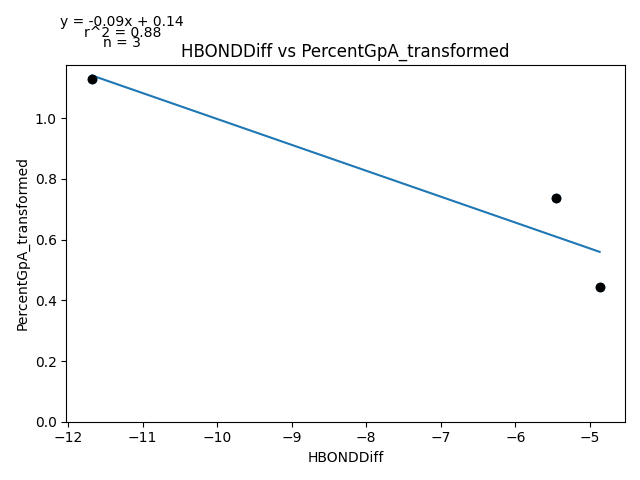 y = -0.09x + 0.14
r^2 = 0.88
n = 3
HBONDDiff vs PercentGpA_transformed
PercentGpA_transformed
1.0
0.8
0.6
0.4
0.2
0.0
−12 −11 −10 −9 −8 −7 −6 −5
HBONDDiff